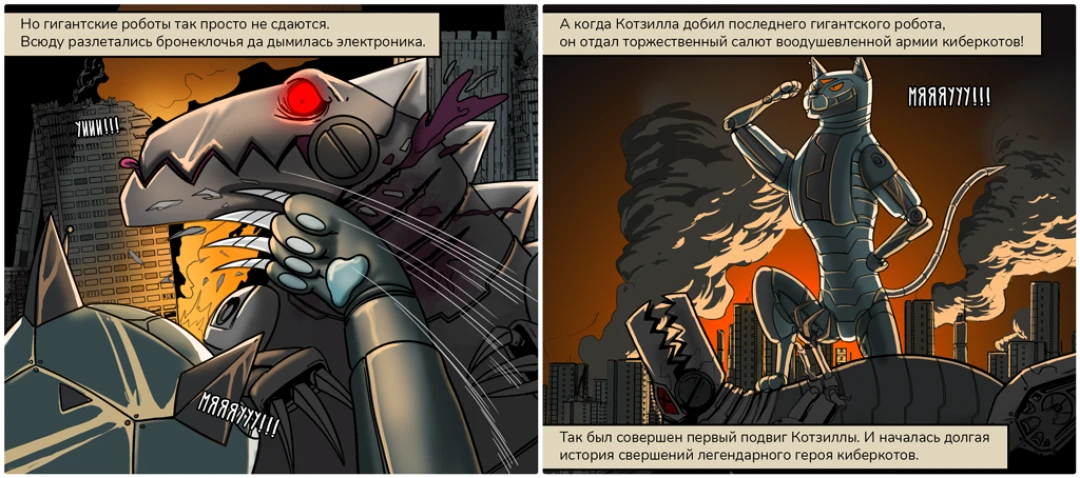 Но гигантские роботы так просто не сдаются.
Всюду разлетались бронеклочья да дымилась электроника.
УИИИ!!!
МЯЯЯУУУ!!!
А когда Котзилла добил последнего гигантского робота,
он отдал торжественный салют воодушевленной армии киберкотов!
МЯЯЯУУУ!!!
Так был совершен первый подвиг Котзиллы. И началась долгая
история свершений легендарного героя киберкотов.